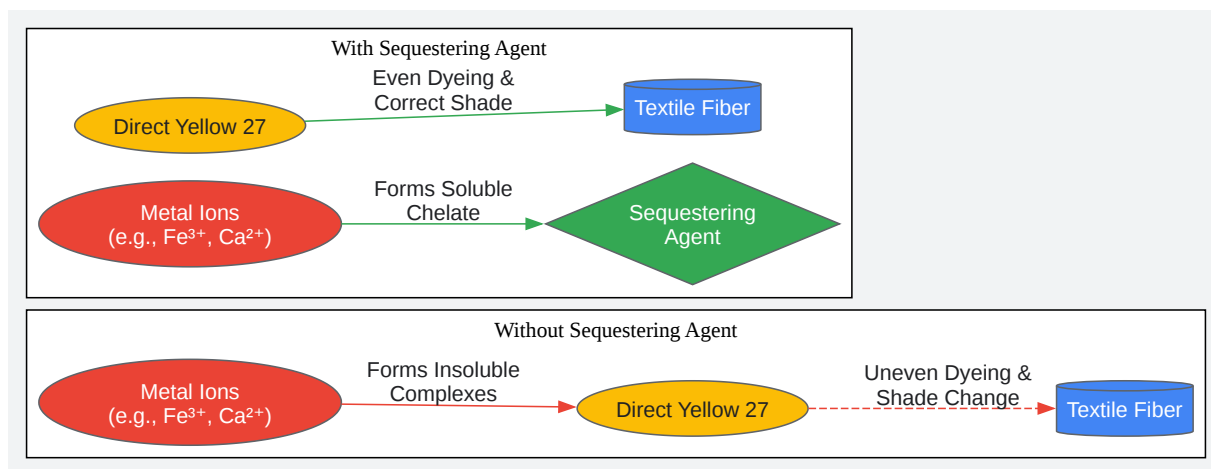 With Sequestering Agent
Even Dyeing &
Correct Shade
Direct Yellow 27
Textile Fiber
Metal Ions
(e.g., Fe³⁺, Ca²⁺)
Forms Soluble
Chelate
Sequestering
Agent
Without Sequestering Agent
Metal Ions
(e.g., Fe³⁺, Ca²⁺)
Forms Insoluble
Complexes
Direct Yellow 27
Uneven Dyeing &
Shade Change
Textile Fiber